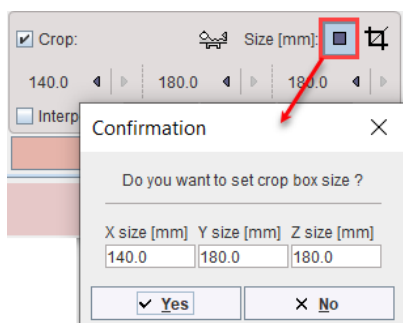 Crop: Size [mm]:
140.0 180.0 180.0
Interp
Confirmation
Do you want to set crop box size ?
X size [mm] Y size [mm] Z size [mm]
140.0 180.0 180.0
Yes No